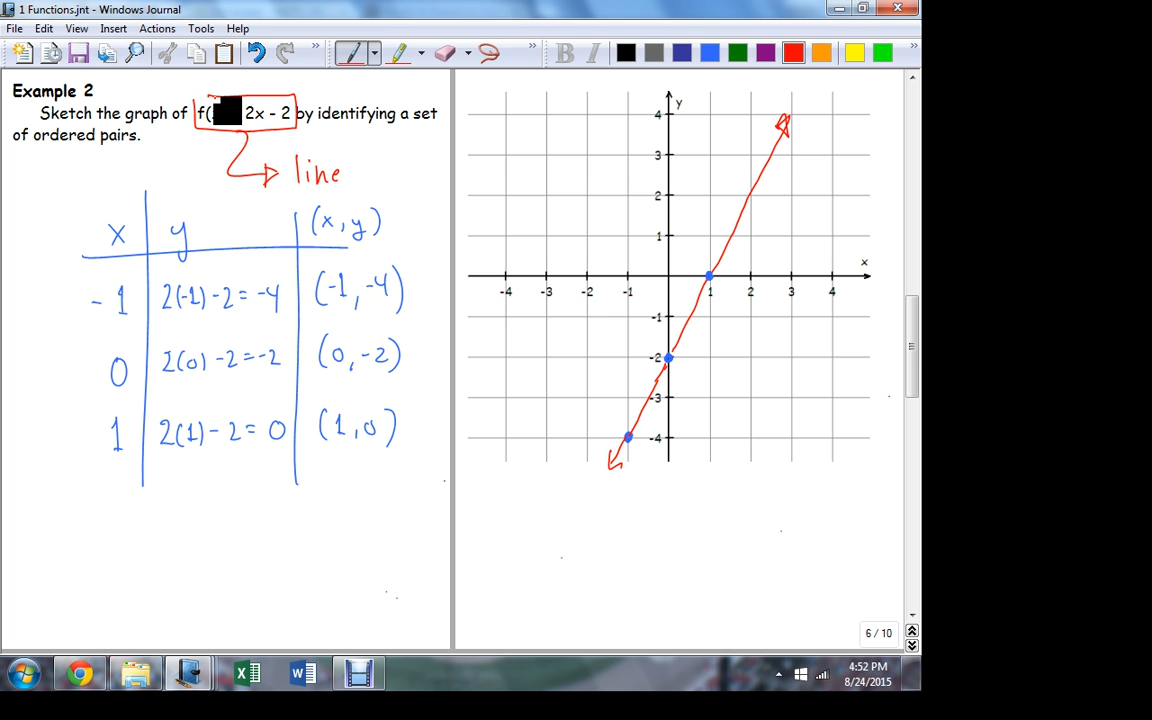 1 Functions.jnt - Windows Journal
File Edit View Insert Actions Tools Help
B I
Example 2
Sketch the graph of f( 2x - 2 by identifying a set
of ordered pairs.
line
x y (x,y)
-1 2(-1)-2=-4 (-1,-4)
0 2(0)-2=-2 (0,-2)
1 2(1)-2=0 (1,0)
y
4
3
2
1
x
-4 -3 -2 -1 1 2 3 4
-1
-2
-3
-4
6 / 10
4:52 PM
8/24/2015